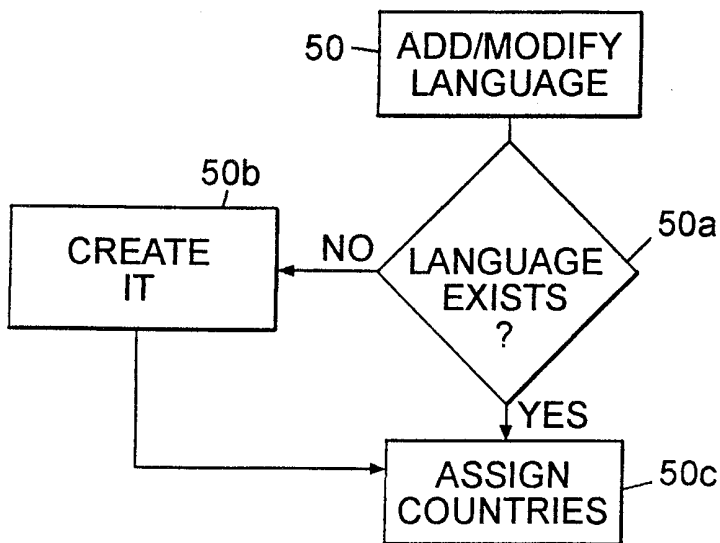 50
ADD/MODIFY
LANGUAGE
50b
CREATE
IT
NO
50a
LANGUAGE
EXISTS
?
YES
ASSIGN
COUNTRIES
50c